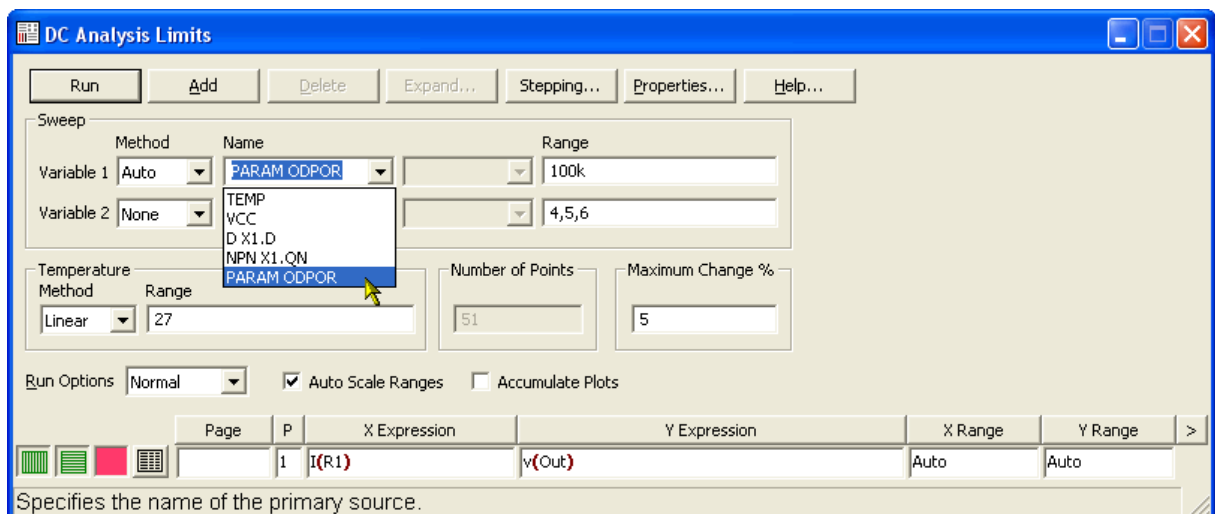 DC Analysis Limits
Run Add Delete Expand... Stepping... Properties... Help...
Sweep
Method Name Range
Variable 1 Auto PARAM ODPOR 100k
Variable 2 None 4,5,6
TEMP
VCC
D X1.D
NPN X1.QN
PARAM ODPOR
Temperature Number of Points Maximum Change %
Method Range
Linear 27 51 5
Run Options Normal Auto Scale Ranges Accumulate Plots
Page P X Expression Y Expression X Range Y Range >
1 I(R1) v(Out) Auto Auto
Specifies the name of the primary source.